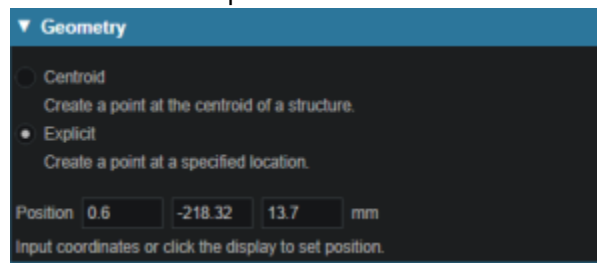 ▼ Geometry
Centroid
Create a point at the centroid of a structure.
Explicit
Create a point at a specified location.
Position 0.6 -218.32 13.7 mm
Input coordinates or click the display to set position.